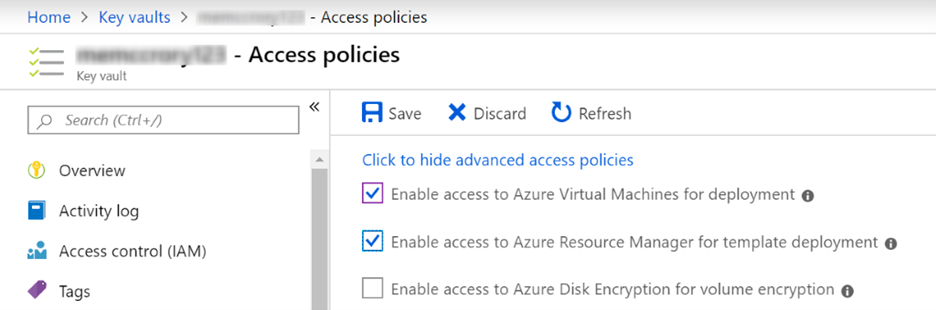 Home > Key vaults > - Access policies
- Access policies
Key vault
Search (Ctrl+/)
«
Save Discard Refresh
Click to hide advanced access policies
Overview
Enable access to Azure Virtual Machines for deployment
Activity log
Enable access to Azure Resource Manager for template deployment
Access control (IAM)
Tags
Enable access to Azure Disk Encryption for volume encryption